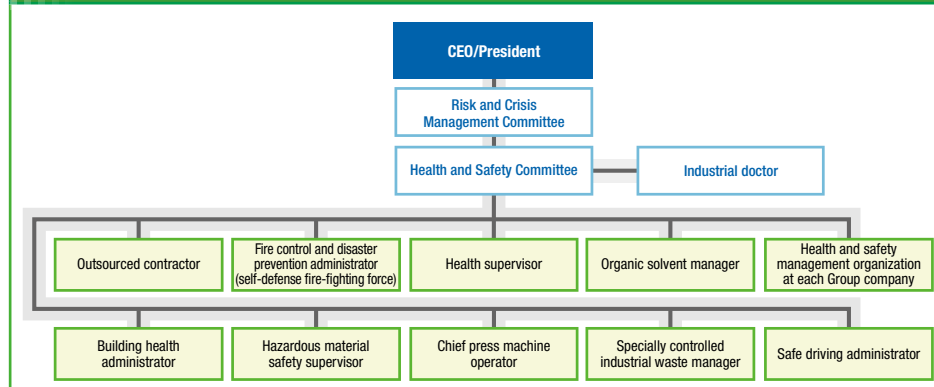 CEO/President
Risk and Crisis
Management Committee
Health and Safety Committee
Industrial doctor
Outsourced contractor
Fire control and disaster
prevention administrator
(self-defense fire-fighting force)
Health supervisor
Organic solvent manager
Health and safety
management organization
at each Group company
Building health
administrator
Hazardous material
safety supervisor
Chief press machine
operator
Specially controlled
industrial waste manager
Safe driving administrator